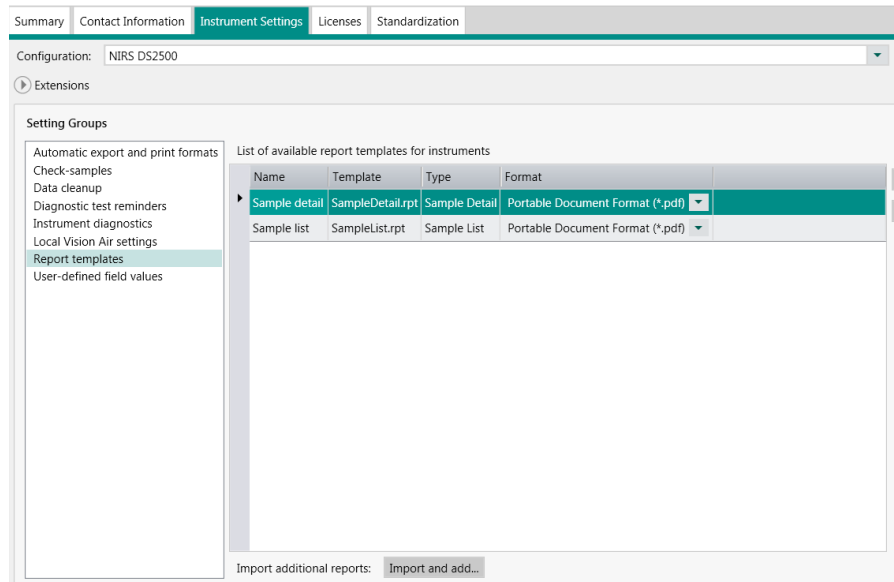 Summary Contact Information Instrument Settings Licenses Standardization
Configuration: NIRS DS2500
Extensions
Setting Groups
Automatic export and print formats
Check-samples
Data cleanup
Diagnostic test reminders
Instrument diagnostics
Local Vision Air settings
Report templates
User-defined field values
List of available report templates for instruments
Name Template Type Format
Sample detail SampleDetail.rpt Sample Detail Portable Document Format (*.pdf)
Sample list SampleList.rpt Sample List Portable Document Format (*.pdf)
Import additional reports: Import and add...